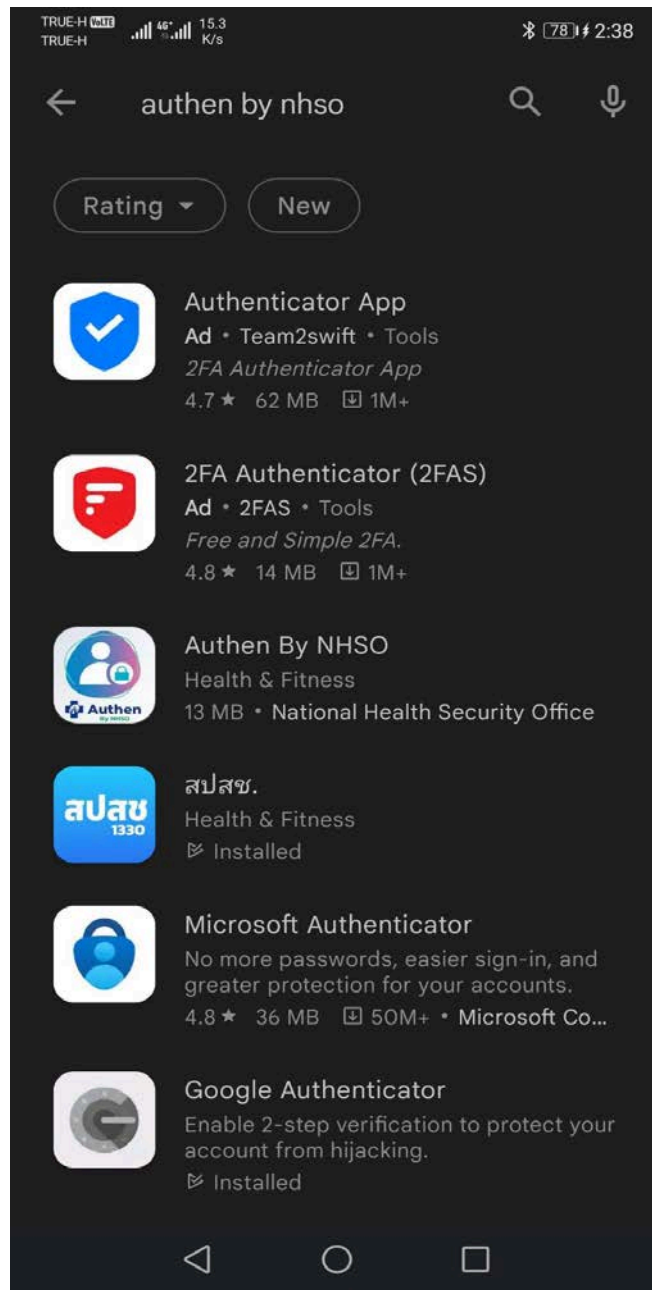 TRUE-H VoLTE 4G+ 15.3
TRUE-H K/s 78 2:38
authen by nhso
Rating New
Authenticator App
Ad • Team2swift • Tools
2FA Authenticator App
4.7 ★ 62 MB 1M+
2FA Authenticator (2FAS)
Ad • 2FAS • Tools
Free and Simple 2FA.
4.8 ★ 14 MB 1M+
Authen By NHSO
Health & Fitness
Authen
By NHSO
13 MB • National Health Security Office
สปสช.
สปสช
1330
Health & Fitness
Installed
Microsoft Authenticator
No more passwords, easier sign-in, and
greater protection for your accounts.
4.8 ★ 36 MB 50M+ • Microsoft Co...
Google Authenticator
Enable 2-step verification to protect your
account from hijacking.
Installed